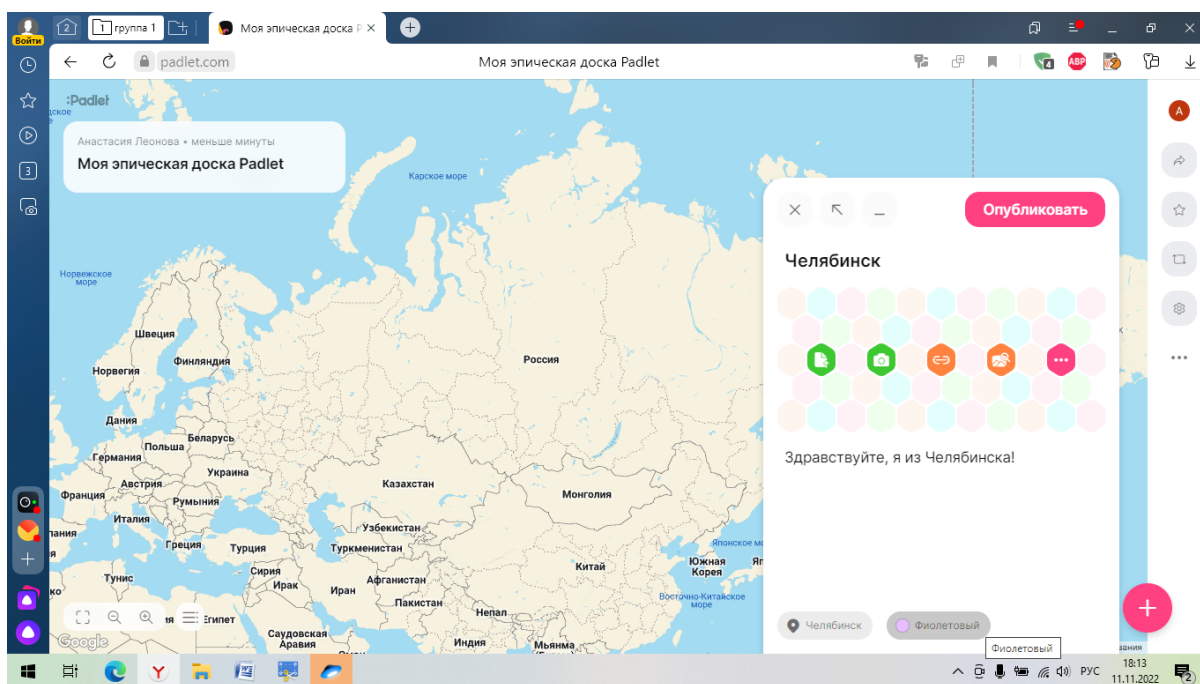 2
1 группа 1
Моя эпическая доска P
Войти
padlet.com
Моя эпическая доска Padlet
4
ABP
:Padlet
Анастасия Леонова • меньше минуты
Моя эпическая доска Padlet
A
3
Карское море
Опубликовать
Челябинск
Норвежское
море
Швеция
Финляндия
Норвегия
Россия
Дания
Беларусь
Польша
Германия
Украина
Австрия
Казахстан
Франция
Румыния
Монголия
Здравствуйте, я из Челябинска!
Италия
Узбекистан
Греция
Турция
Туркменистан
Японское
Южная
Корея
Сирия
Китай
Тунис
Ирак
Афганистан
Иран
Пакистан
Восточно-Китайское
море
Непал
Египет
Google
Саудовская
Аравия
Индия
Мьянма
Челябинск
Фиолетовый
Фиолетовый
РУС
18:13
11.11.2022
2